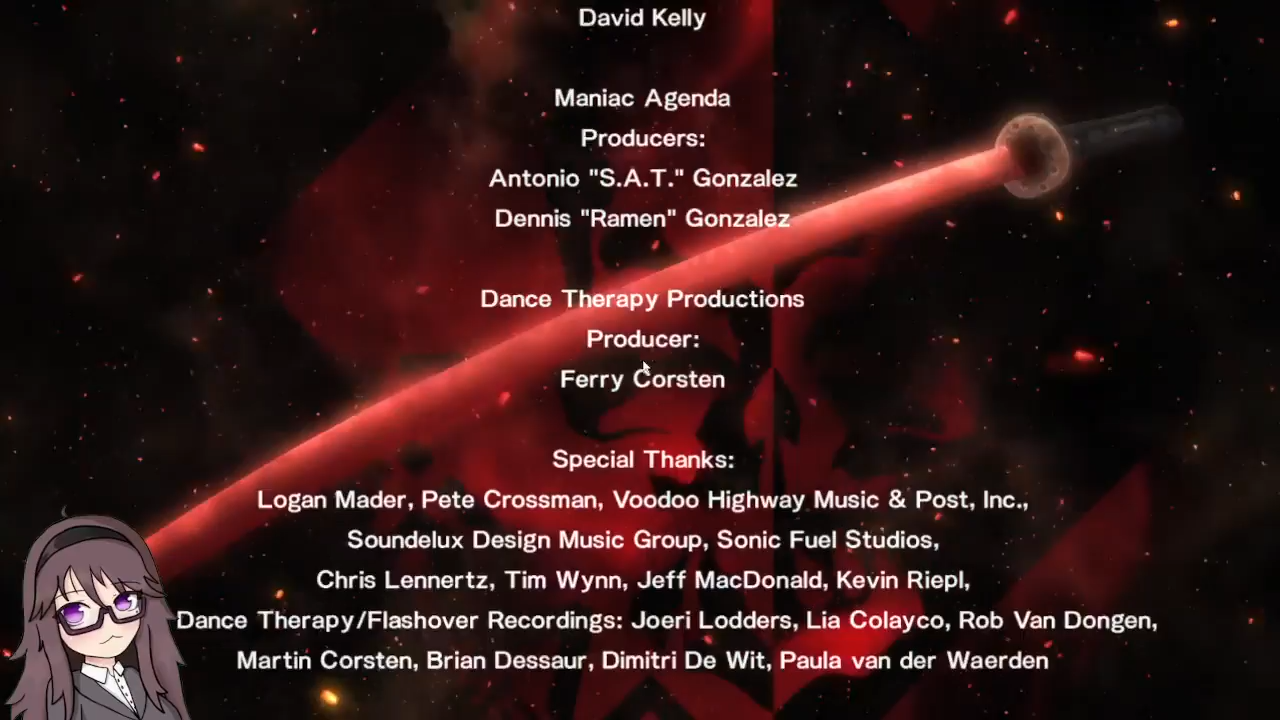 David Kelly
Maniac Agenda
Producers:
Antonio "S.A.T." Gonzalez
Dennis "Ramen" Gonzalez
Dance Therapy Productions
Producer:
Ferry Corsten
Special Thanks:
Logan Mader, Pete Crossman, Voodoo Highway Music & Post, Inc.,
Soundelux Design Music Group, Sonic Fuel Studios,
Chris Lennertz, Tim Wynn, Jeff MacDonald, Kevin Riepl,
Dance Therapy/Flashover Recordings: Joeri Lodders, Lia Colayco, Rob Van Dongen,
Martin Corsten, Brian Dessaur, Dimitri De Wit, Paula van der Waerden